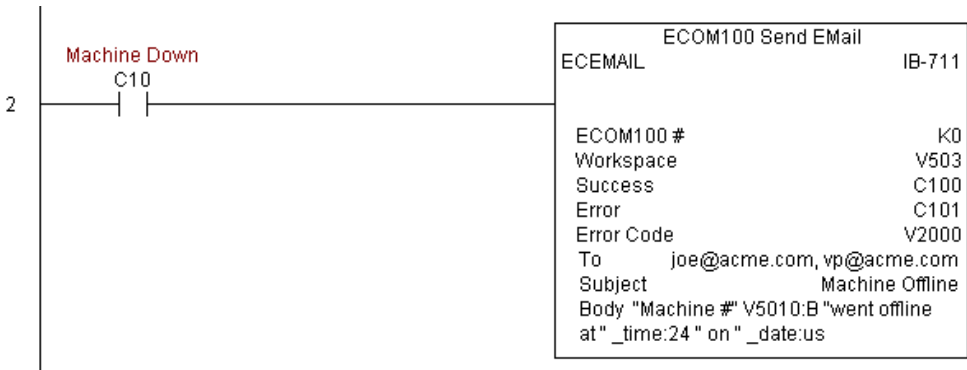 ECOM100 Send EMail
Machine Down
ECEMAIL IB-711
C10
2
ECOM100 # K0
Workspace V503
Success C100
Error C101
Error Code V2000
To joe@acme.com, vp@acme.com
Subject Machine Offline
Body "Machine #" V5010:B "went offline
at " _time:24 " on " _date:us